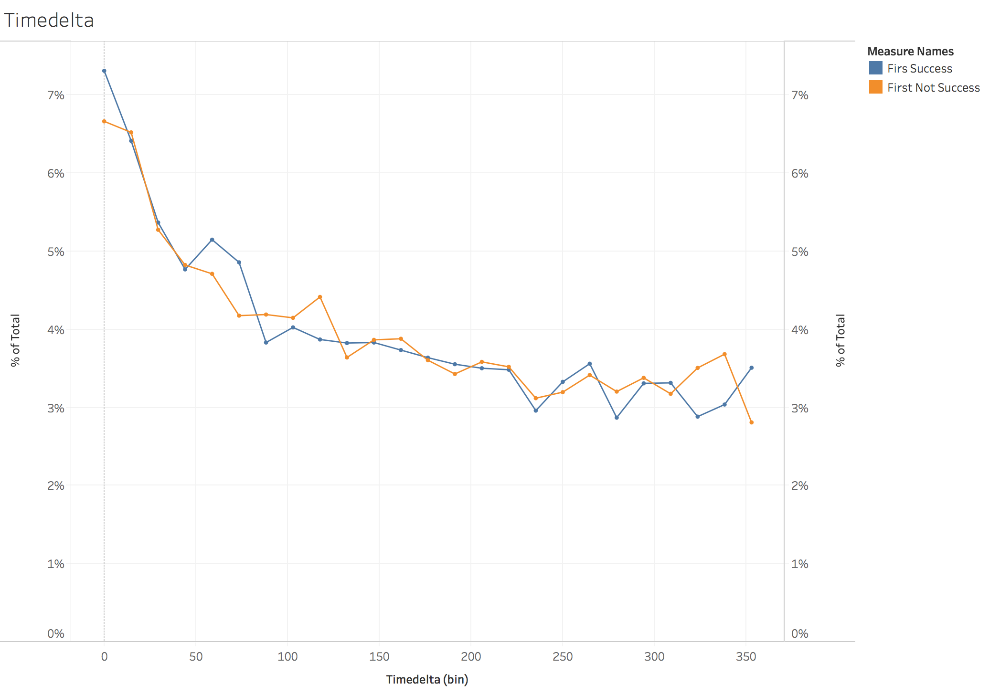 Timedelta
Measure Names
Firs Success
First Not Success
7%
6%
5%
4%
3%
2%
1%
0%
% of Total
7%
6%
5%
4%
3%
2%
1%
0%
% of Total
0 50 100 150 200 250 300 350
Timedelta (bin)